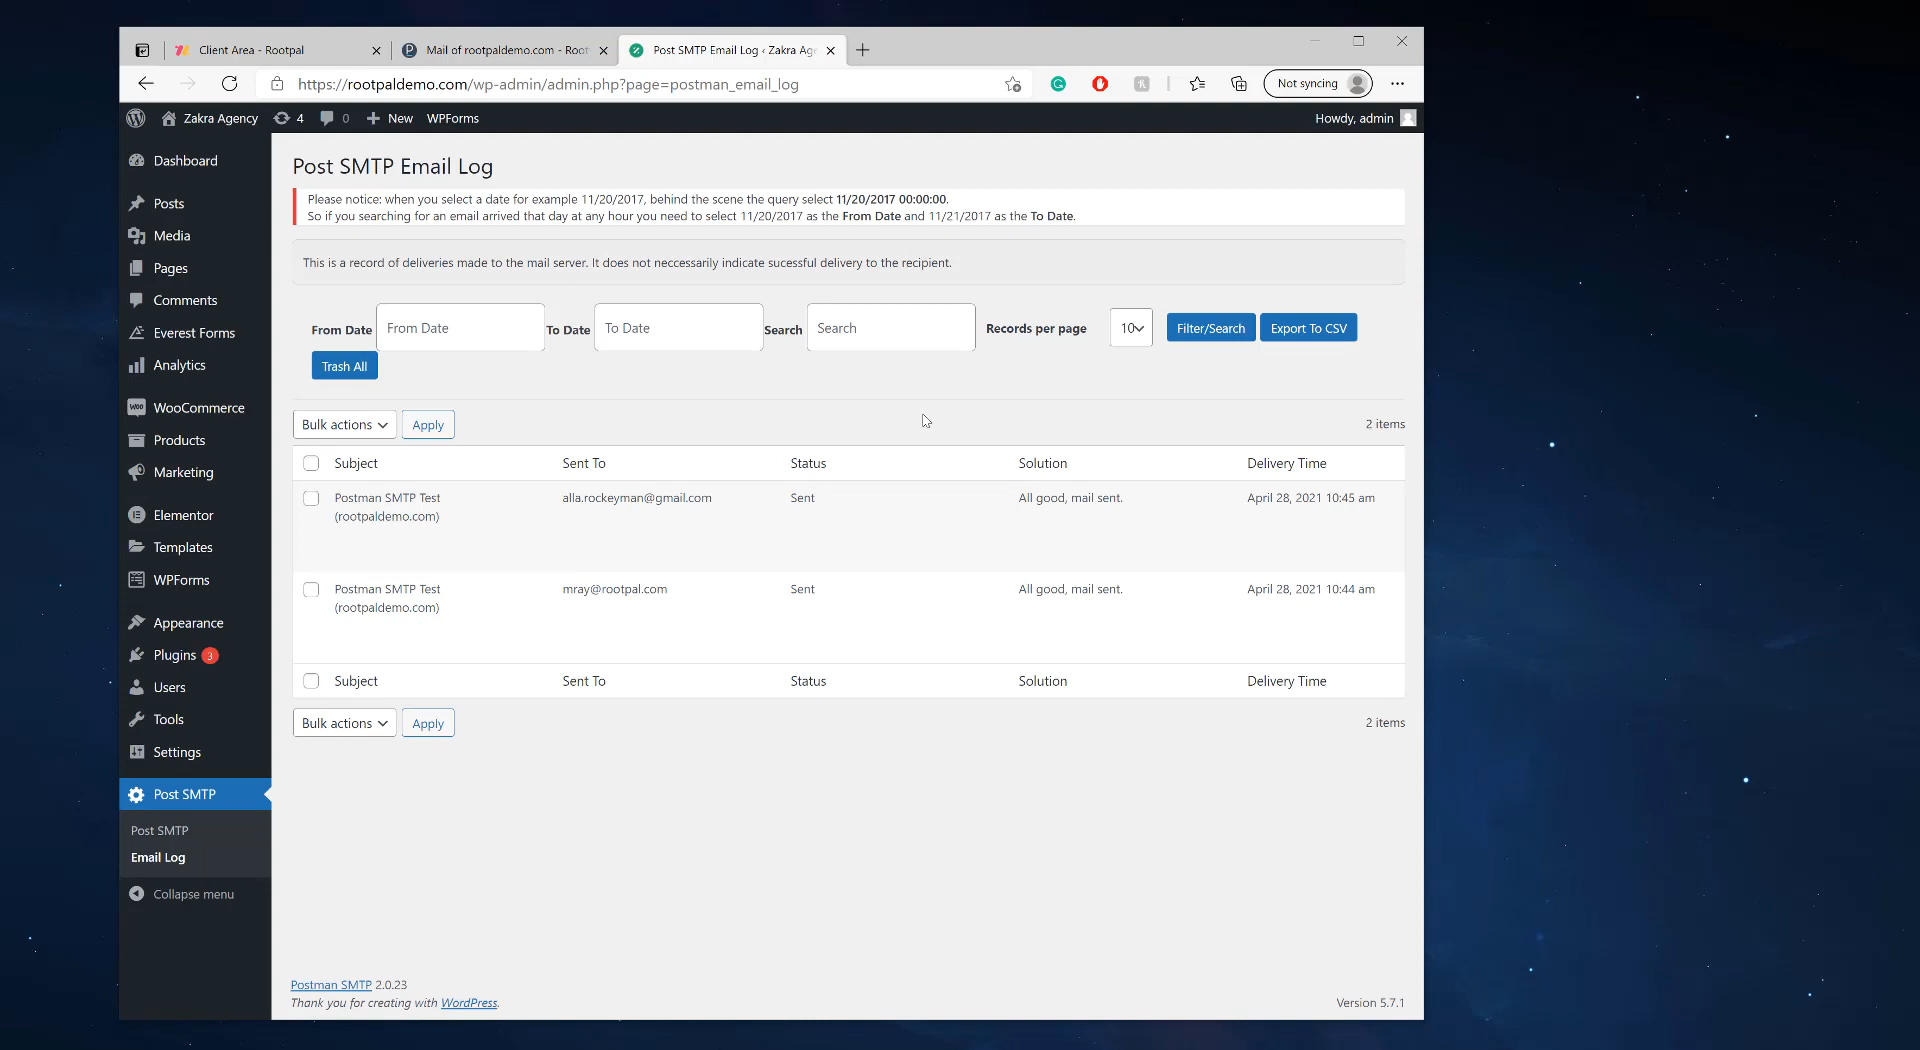 Client Area - Rootpal
Mail of rootpaldemo.com - Root
Post SMTP Email Log ‹ Zakra Age
https://rootpaldemo.com/wp-admin/admin.php?page=postman_email_log
Not syncing
Zakra Agency
4
0
New
WPForms
Howdy, admin
Dashboard
Posts
Media
Pages
Comments
Everest Forms
Analytics
WooCommerce
Products
Marketing
Elementor
Templates
WPForms
Appearance
Plugins 3
Users
Tools
Settings
Post SMTP
Post SMTP
Email Log
Collapse menu
Post SMTP Email Log
Please notice: when you select a date for example 11/20/2017, behind the scene the query select 11/20/2017 00:00:00.
So if you searching for an email arrived that day at any hour you need to select 11/20/2017 as the From Date and 11/21/2017 as the To Date.
This is a record of deliveries made to the mail server. It does not neccessarily indicate sucessful delivery to the recipient.
From Date From Date To Date To Date Search Search Records per page 10 Filter/Search Export To CSV
Trash All
Bulk actions Apply 2 items
Subject Sent To Status Solution Delivery Time
Postman SMTP Test alla.rockeyman@gmail.com Sent All good, mail sent. April 28, 2021 10:45 am
(rootpaldemo.com)
Postman SMTP Test mray@rootpal.com Sent All good, mail sent. April 28, 2021 10:44 am
(rootpaldemo.com)
Subject Sent To Status Solution Delivery Time
Bulk actions Apply 2 items
Postman SMTP 2.0.23
Thank you for creating with WordPress.
Version 5.7.1